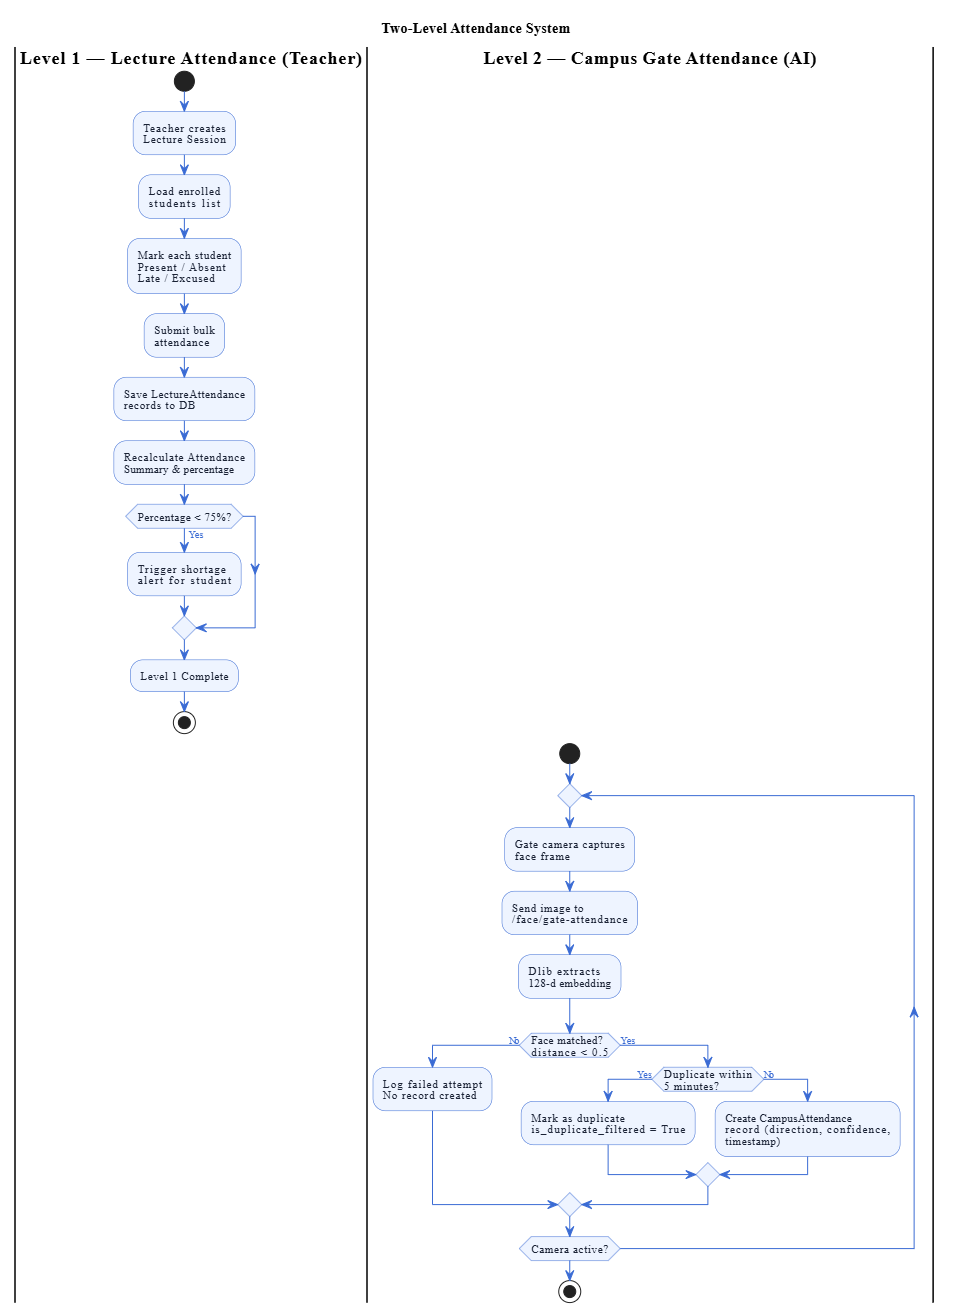 Two-Level Attendance System
Level 1 — Lecture Attendance (Teacher)
Level 2 — Campus Gate Attendance (AI)
Teacher creates
Lecture Session
Load enrolled
students list
Mark each student
Present / Absent
Late / Excused
Submit bulk
attendance
Save LectureAttendance
records to DB
Recalculate Attendance
Summary & percentage
Percentage < 75%?
Yes
Trigger shortage
alert for student
Level 1 Complete
Gate camera captures
face frame
Send image to
/face/gate-attendance
Dlib extracts
128-d embedding
No
Face matched?
distance < 0.5
Yes
Log failed attempt
No record created
Yes
Duplicate within
5 minutes?
No
Mark as duplicate
is_duplicate_filtered = True
Create CampusAttendance
record (direction, confidence,
timestamp)
Camera active?